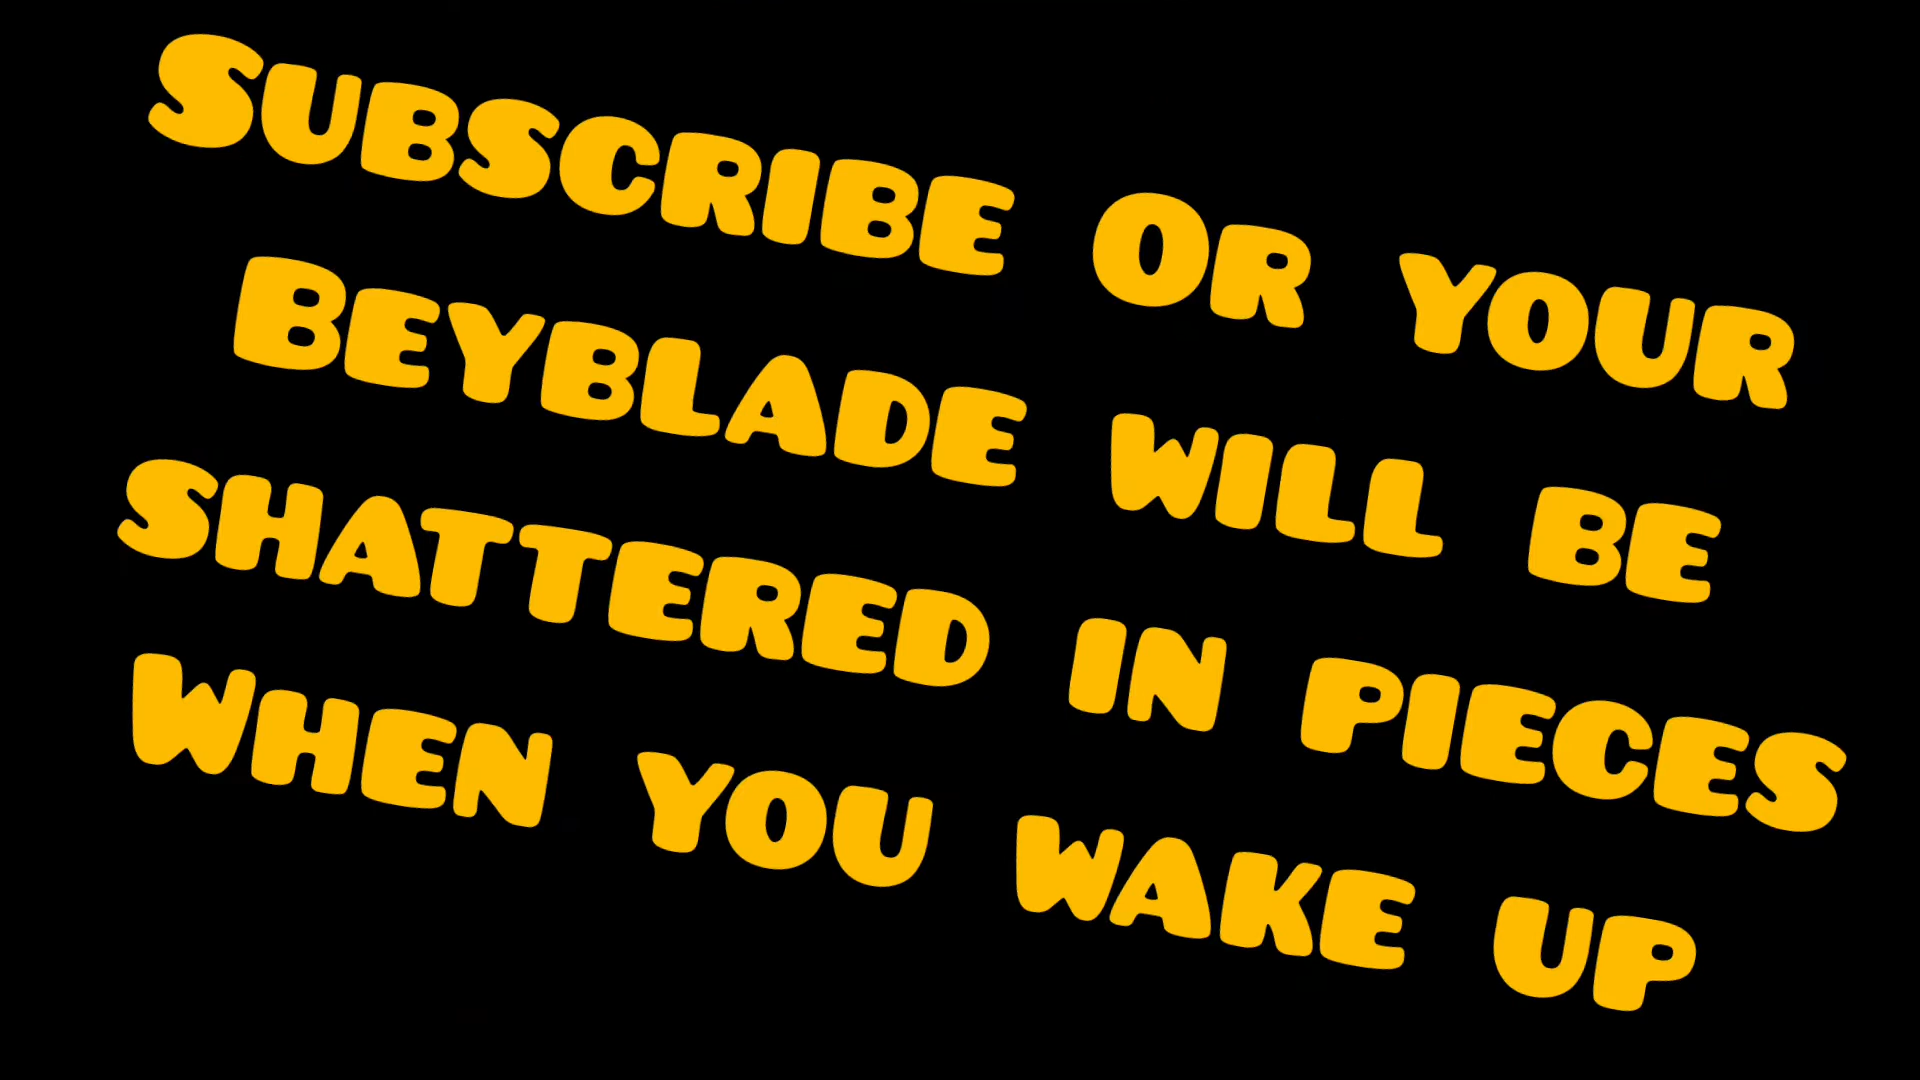 Subscribe Or your
Beyblade will be
shattered in pieces
When you wake up